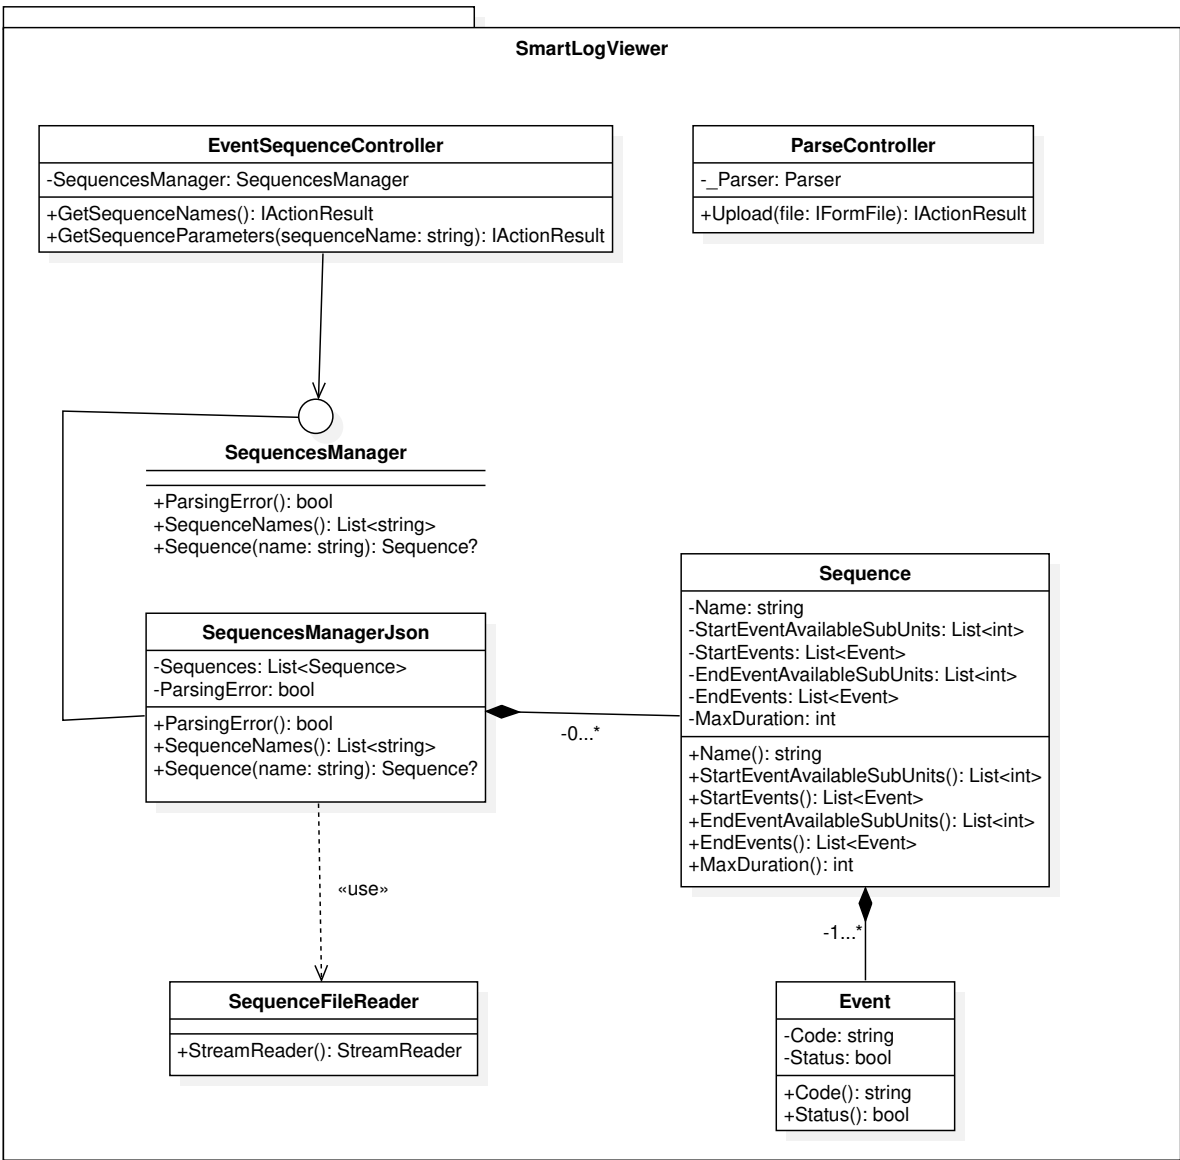 SmartLogViewer
EventSequenceController
-SequencesManager: SequencesManager
+GetSequenceNames(): IActionResult
+GetSequenceParameters(sequenceName: string): IActionResult
ParseController
-_Parser: Parser
+Upload(file: IFormFile): IActionResult
SequencesManager
+ParsingError(): bool
+SequenceNames(): List<string>
+Sequence(name: string): Sequence?
SequencesManagerJson
-Sequences: List<Sequence>
-ParsingError: bool
+ParsingError(): bool
+SequenceNames(): List<string>
+Sequence(name: string): Sequence?
-0...*
Sequence
-Name: string
-StartEventAvailableSubUnits: List<int>
-StartEvents: List<Event>
-EndEventAvailableSubUnits: List<int>
-EndEvents: List<Event>
-MaxDuration: int
+Name(): string
+StartEventAvailableSubUnits(): List<int>
+StartEvents(): List<Event>
+EndEventAvailableSubUnits(): List<int>
+EndEvents(): List<Event>
+MaxDuration(): int
«use»
-1...*
SequenceFileReader
+StreamReader(): StreamReader
Event
-Code: string
-Status: bool
+Code(): string
+Status(): bool